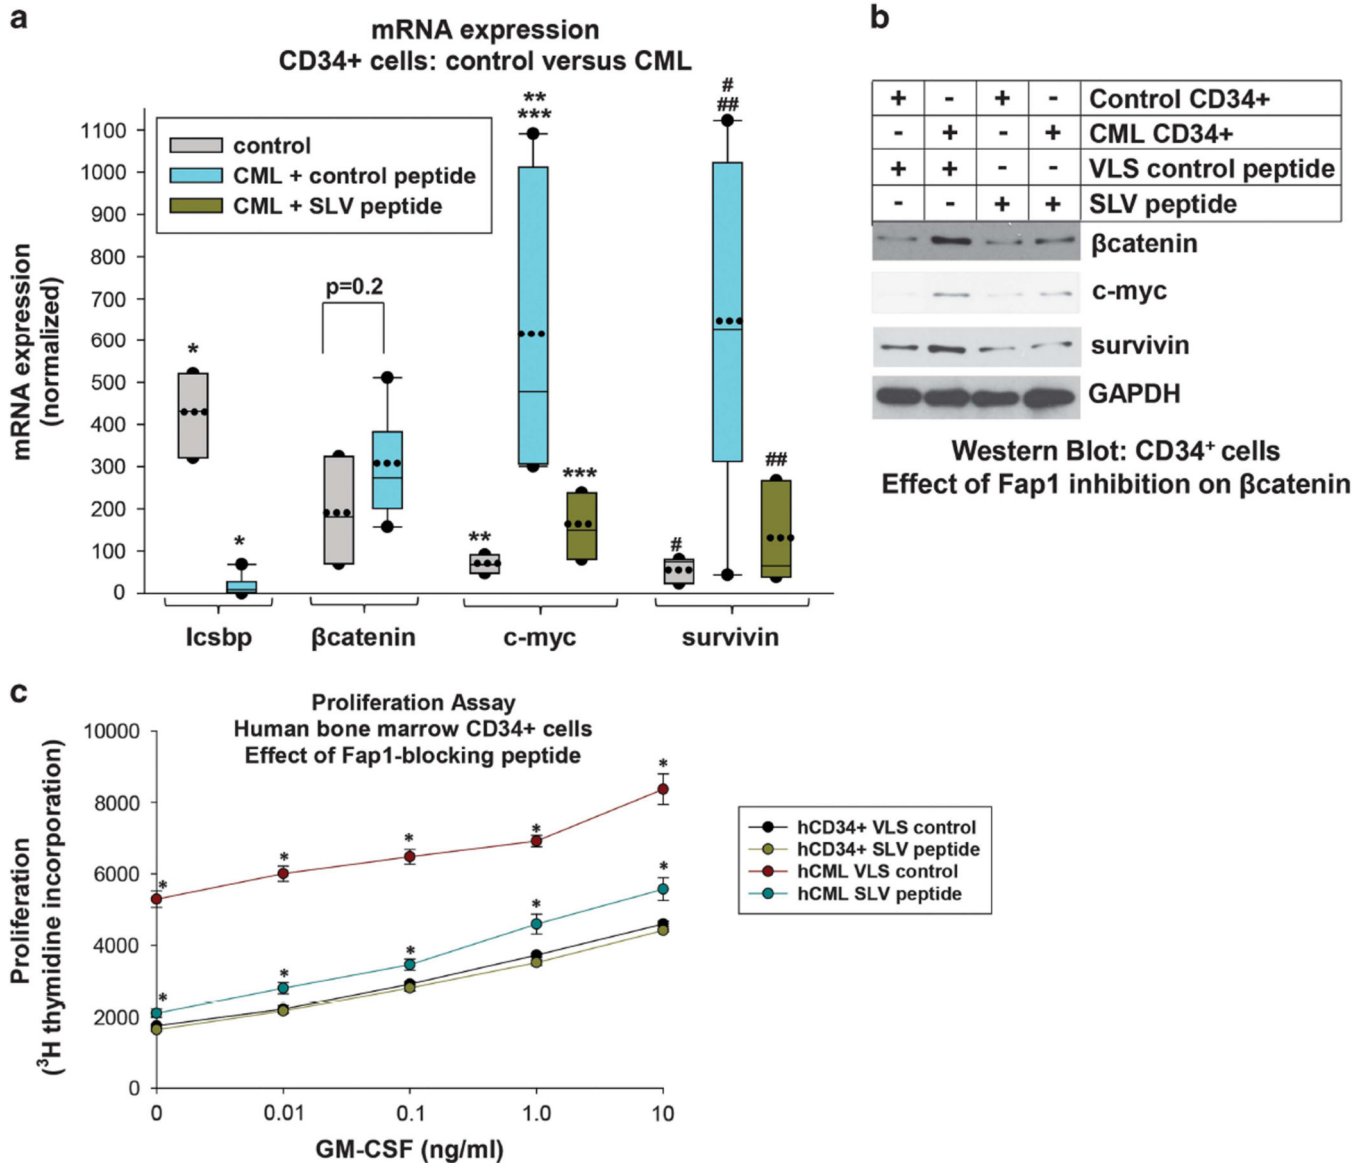 a
mRNA expression
CD34+ cells: control versus CML
mRNA expression
(normalized)
1100
1000
900
800
700
600
500
400
300
200
100
0
control
CML + control peptide
CML + SLV peptide
*
*
p=0.2
**
***
**
***
#
##
#
##
Icsbp
βcatenin
c-myc
survivin
b
+ - + - Control CD34+
- + - + CML CD34+
+ + - - VLS control peptide
- - + + SLV peptide
βcatenin
c-myc
survivin
GAPDH
Western Blot: CD34⁺ cells
Effect of Fap1 inhibition on βcatenin
c
Proliferation Assay
Human bone marrow CD34+ cells
Effect of Fap1-blocking peptide
Proliferation
(³H thymidine incorporation)
10000
8000
6000
4000
2000
0
* * * * *
* * * * *
0 0.01 0.1 1.0 10
GM-CSF (ng/ml)
hCD34+ VLS control
hCD34+ SLV peptide
hCML VLS control
hCML SLV peptide